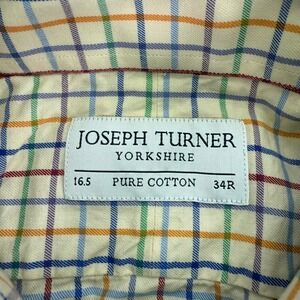 JOSEPH TURNER
YORKSHIRE
16.5 PURE COTTON 34R